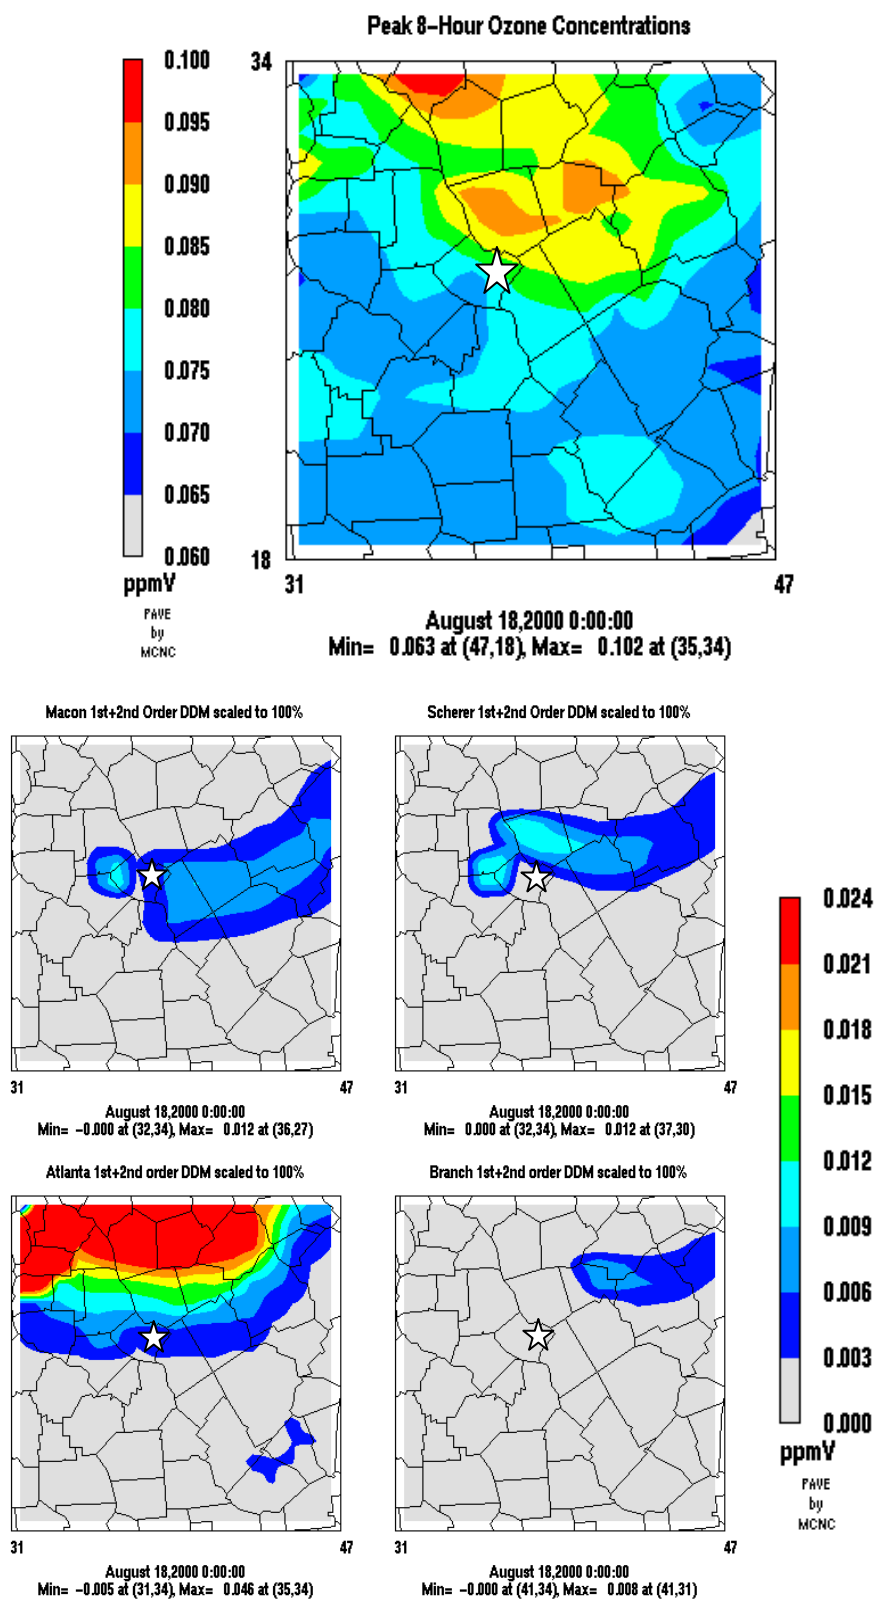 Peak 8-Hour Ozone Concentrations
0.100
0.095
0.090
0.085
0.080
0.075
0.070
0.065
0.060
ppmV
PAVE
by
MCNC
34
18
31
47
August 18,2000 0:00:00
Min= 0.063 at (47,18), Max= 0.102 at (35,34)
Macon 1st+2nd Order DDM scaled to 100%
31
47
August 18,2000 0:00:00
Min= -0.000 at (32,34), Max= 0.012 at (36,27)
Scherer 1st+2nd Order DDM scaled to 100%
31
47
August 18,2000 0:00:00
Min= 0.000 at (32,34), Max= 0.012 at (37,30)
Atlanta 1st+2nd order DDM scaled to 100%
31
47
August 18,2000 0:00:00
Min= -0.005 at (31,34), Max= 0.046 at (35,34)
Branch 1st+2nd order DDM scaled to 100%
31
47
August 18,2000 0:00:00
Min= -0.000 at (41,34), Max= 0.008 at (41,31)
0.024
0.021
0.018
0.015
0.012
0.009
0.006
0.003
0.000
ppmV
PAVE
by
MCNC